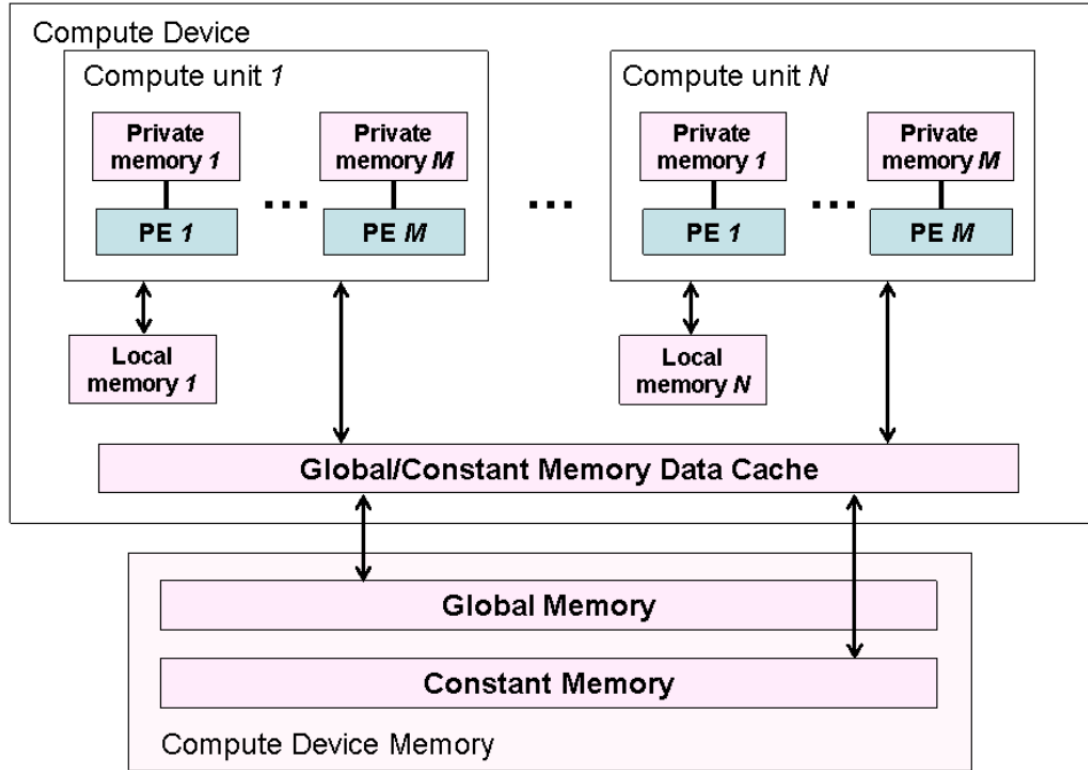 Compute Device
Compute unit 1
Compute unit N
Private
memory 1
Private
memory M
Private
memory 1
Private
memory M
...
...
...
PE 1
PE M
PE 1
PE M
Local
memory 1
Local
memory N
Global/Constant Memory Data Cache
Global Memory
Constant Memory
Compute Device Memory